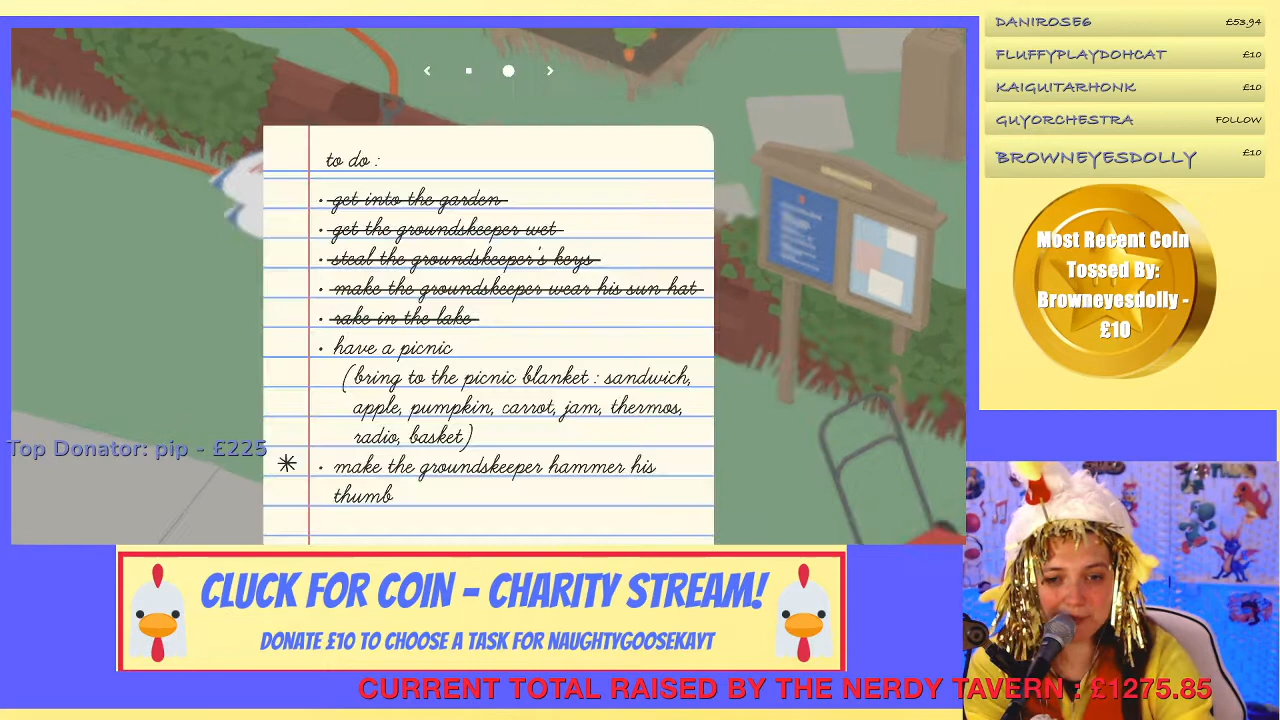 to do :
· get into the garden
· get the groundskeeper wet
· steal the groundskeeper's keys
· make the groundskeeper wear his sun hat
· rake in the lake
· have a picnic
(bring to the picnic blanket : sandwich,
apple, pumpkin, carrot, jam, thermos,
radio, basket)
· make the groundskeeper hammer his
thumb
Top Donator: pip - £225
DANIROSE6 £53.94
FLUFFYPLAYDOHCAT £10
KAIGUITARHONK £10
GUYORCHESTRA FOLLOW
BROWNEYESDOLLY £10
Most Recent Coin
Tossed By:
Browneyesdolly -
£10
CLUCK FOR COIN - CHARITY STREAM!
DONATE £10 TO CHOOSE A TASK FOR NAUGHTYGOOSEKAYT
CURRENT TOTAL RAISED BY THE NERDY TAVERN : £1275.85